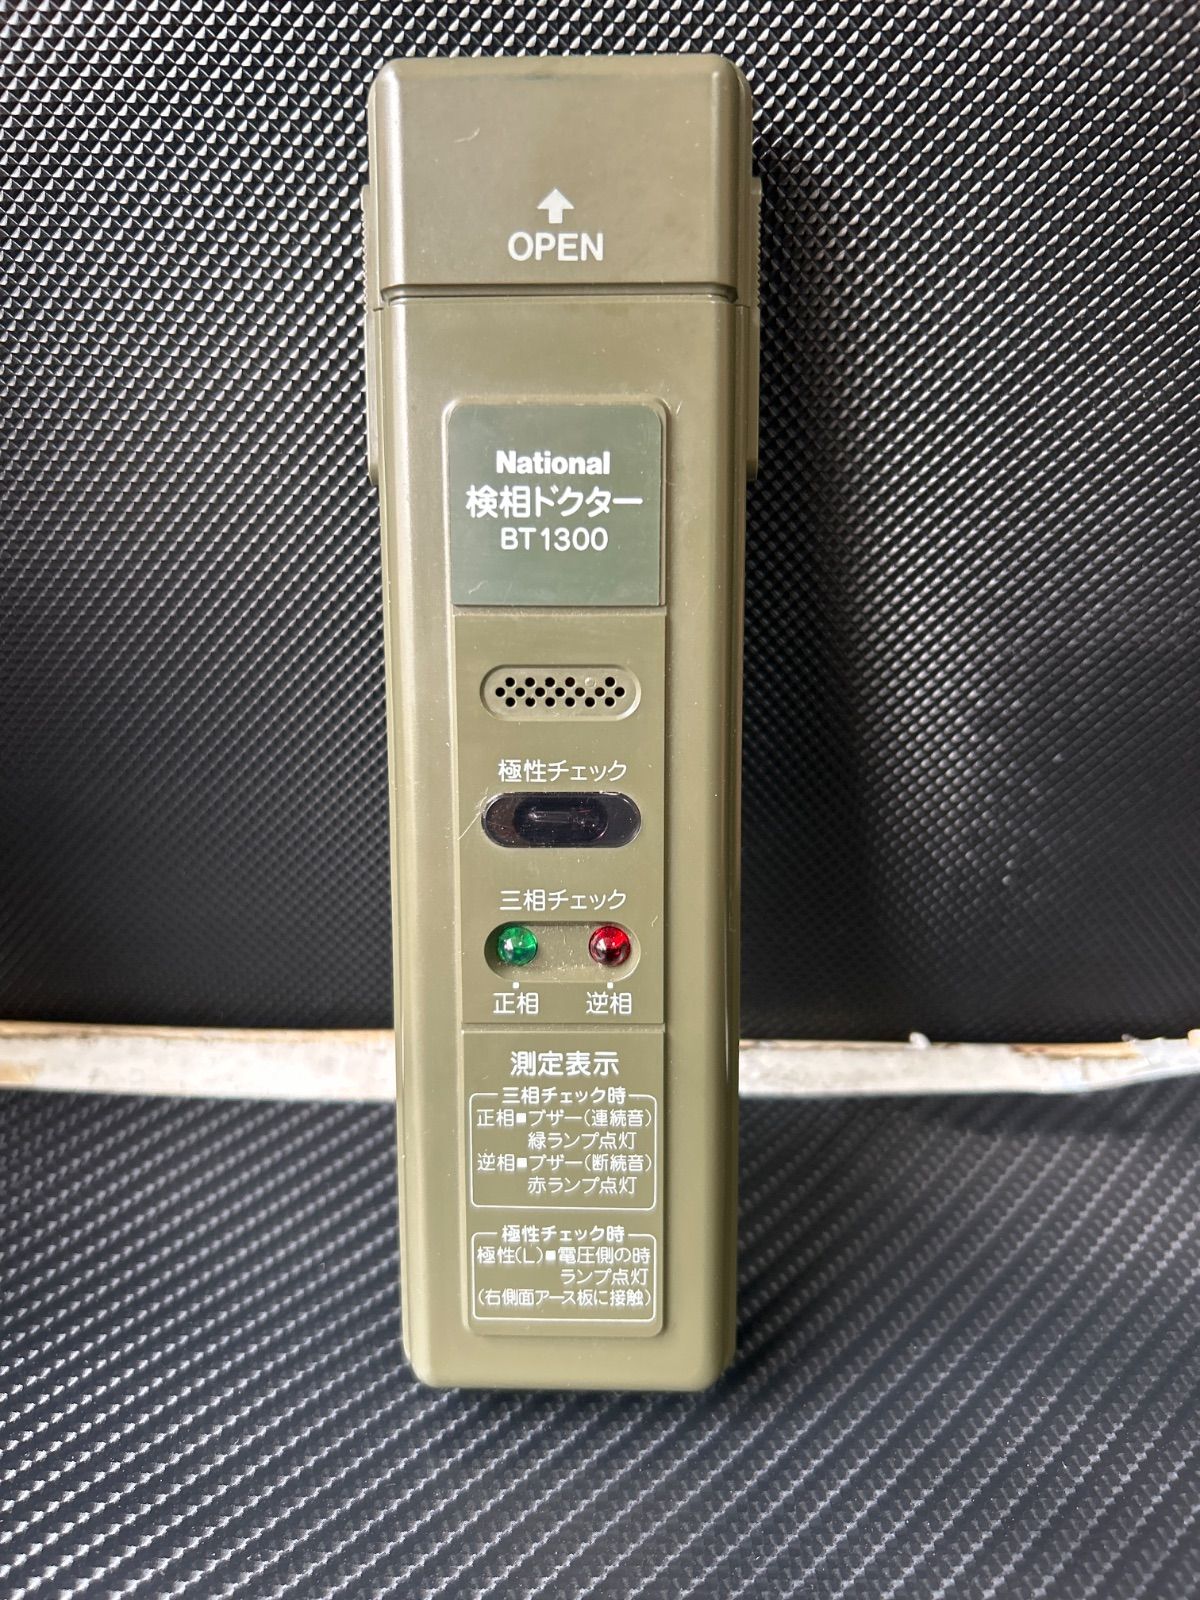 OPEN
National
検相ドクター
BT1300
極性チェック
三相チェック
正相 逆相
測定表示
三相チェック時
正相■ブザー(連続音)
緑ランプ点灯
逆相■ブザー(断続音)
赤ランプ点灯
極性チェック時
極性(L)■電圧側の時
ランプ点灯
(右側面アース板に接触)